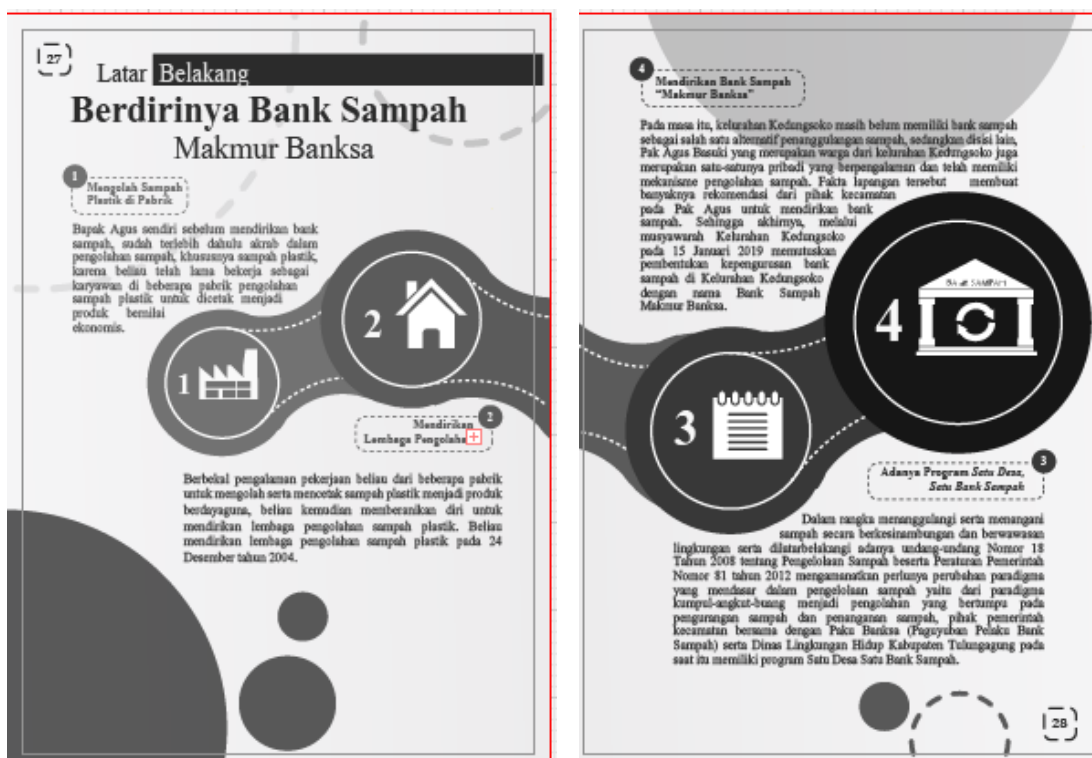 27
Latar Belakang
Berdirinya Bank Sampah
Makmur Banksa
1
Mengolah Sampah
Plastik di Pabrik
Bapak Agus sendiri sebelum mendirikan bank
sampah, sudah terlebih dahulu akrab dalam
pengolahan sampah, khususnya sampah plastik,
karena beliau telah lama bekerja sebagai
karyawan di beberapa pabrik pengolahan
sampah plastik untuk dicetak menjadi
produk bernilai
ekonomis.
1
2
2
Mendirikan
Lembaga Pengolaha
Berbekal pengalaman pekerjaan beliau dari beberapa pabrik
untuk mengolah serta mencetak sampah plastik menjadi produk
berdayaguna, beliau kemudian memberanikan diri untuk
mendirikan lembaga pengolahan sampah plastik. Beliau
mendirikan lembaga pengolahan sampah plastik pada 24
Desember tahun 2004.
4
Mendirikan Bank Sampah
“Makmur Banksa”
Pada masa itu, kelurahan Kedungsoko masih belum memiliki bank sampah
sebagai salah satu alternatif penanggulangan sampah, sedangkan disisi lain,
Pak Agus Basuki yang merupakan warga dari kelurahan Kedungsoko juga
merupakan satu-satunya pribadi yang berpengalaman dan telah memiliki
mekanisme pengolahan sampah. Fakta lapangan tersebut membuat
banyaknya rekomendasi dari pihak kecamatan
pada Pak Agus untuk mendirikan bank
sampah. Sehingga akhirnya, melalui
musyawarah Kelurahan Kedungsoko
pada 15 Januari 2019 memutuskan
pembentukan kepengurusan bank
sampah di Kelurahan Kedungsoko
dengan nama Bank Sampah
Makmur Banksa.
4
BANK SAMPAH
3
3
Adanya Program Satu Desa,
Satu Bank Sampah
Dalam rangka menanggulangi serta menangani
sampah secara berkesinambungan dan berwawasan
lingkungan serta dilatarbelakangi adanya undang-undang Nomor 18
Tahun 2008 tentang Pengelolaan Sampah beserta Peraturan Pemerintah
Nomor 81 tahun 2012 mengamanatkan perlunya perubahan paradigma
yang mendasar dalam pengelolaan sampah yaitu dari paradigma
kumpul-angkut-buang menjadi pengolahan yang bertumpu pada
pengurangan sampah dan penanganan sampah, pihak pemerintah
kecamatan bersama dengan Paku Banksa (Paguyuban Pelaku Bank
Sampah) serta Dinas Lingkungan Hidup Kabupaten Tulungagung pada
saat itu memiliki program Satu Desa Satu Bank Sampah.
28